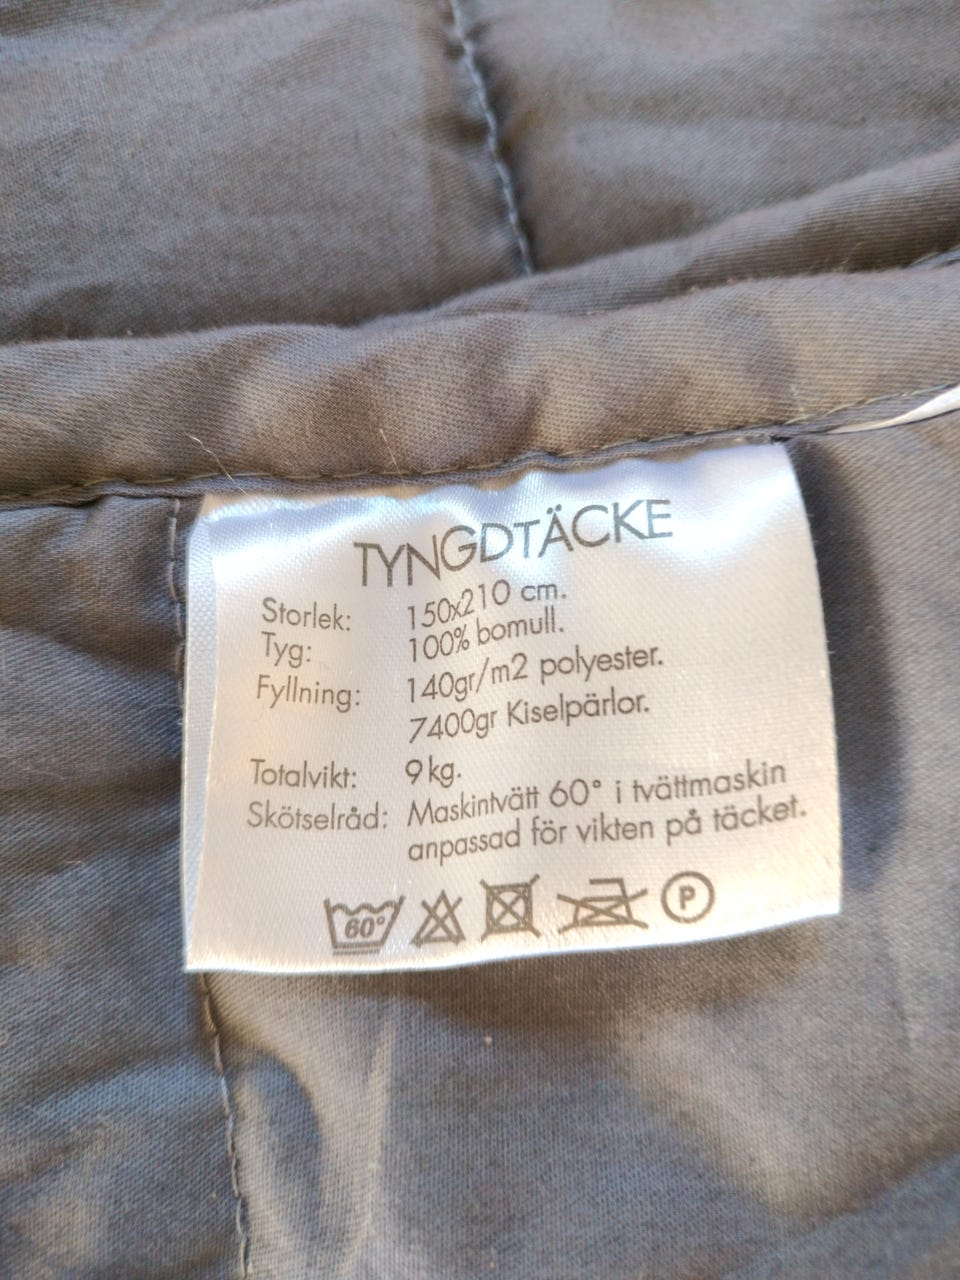 TYNGDTÄCKE
Storlek: 150x210 cm.
Tyg: 100% bomull.
Fyllning: 140gr/m2 polyester.
7400gr Kiselpärlor.
Totalvikt: 9 kg.
Skötselråd: Maskintvätt 60° i tvättmaskin
anpassad för vikten på täcket.
60° P